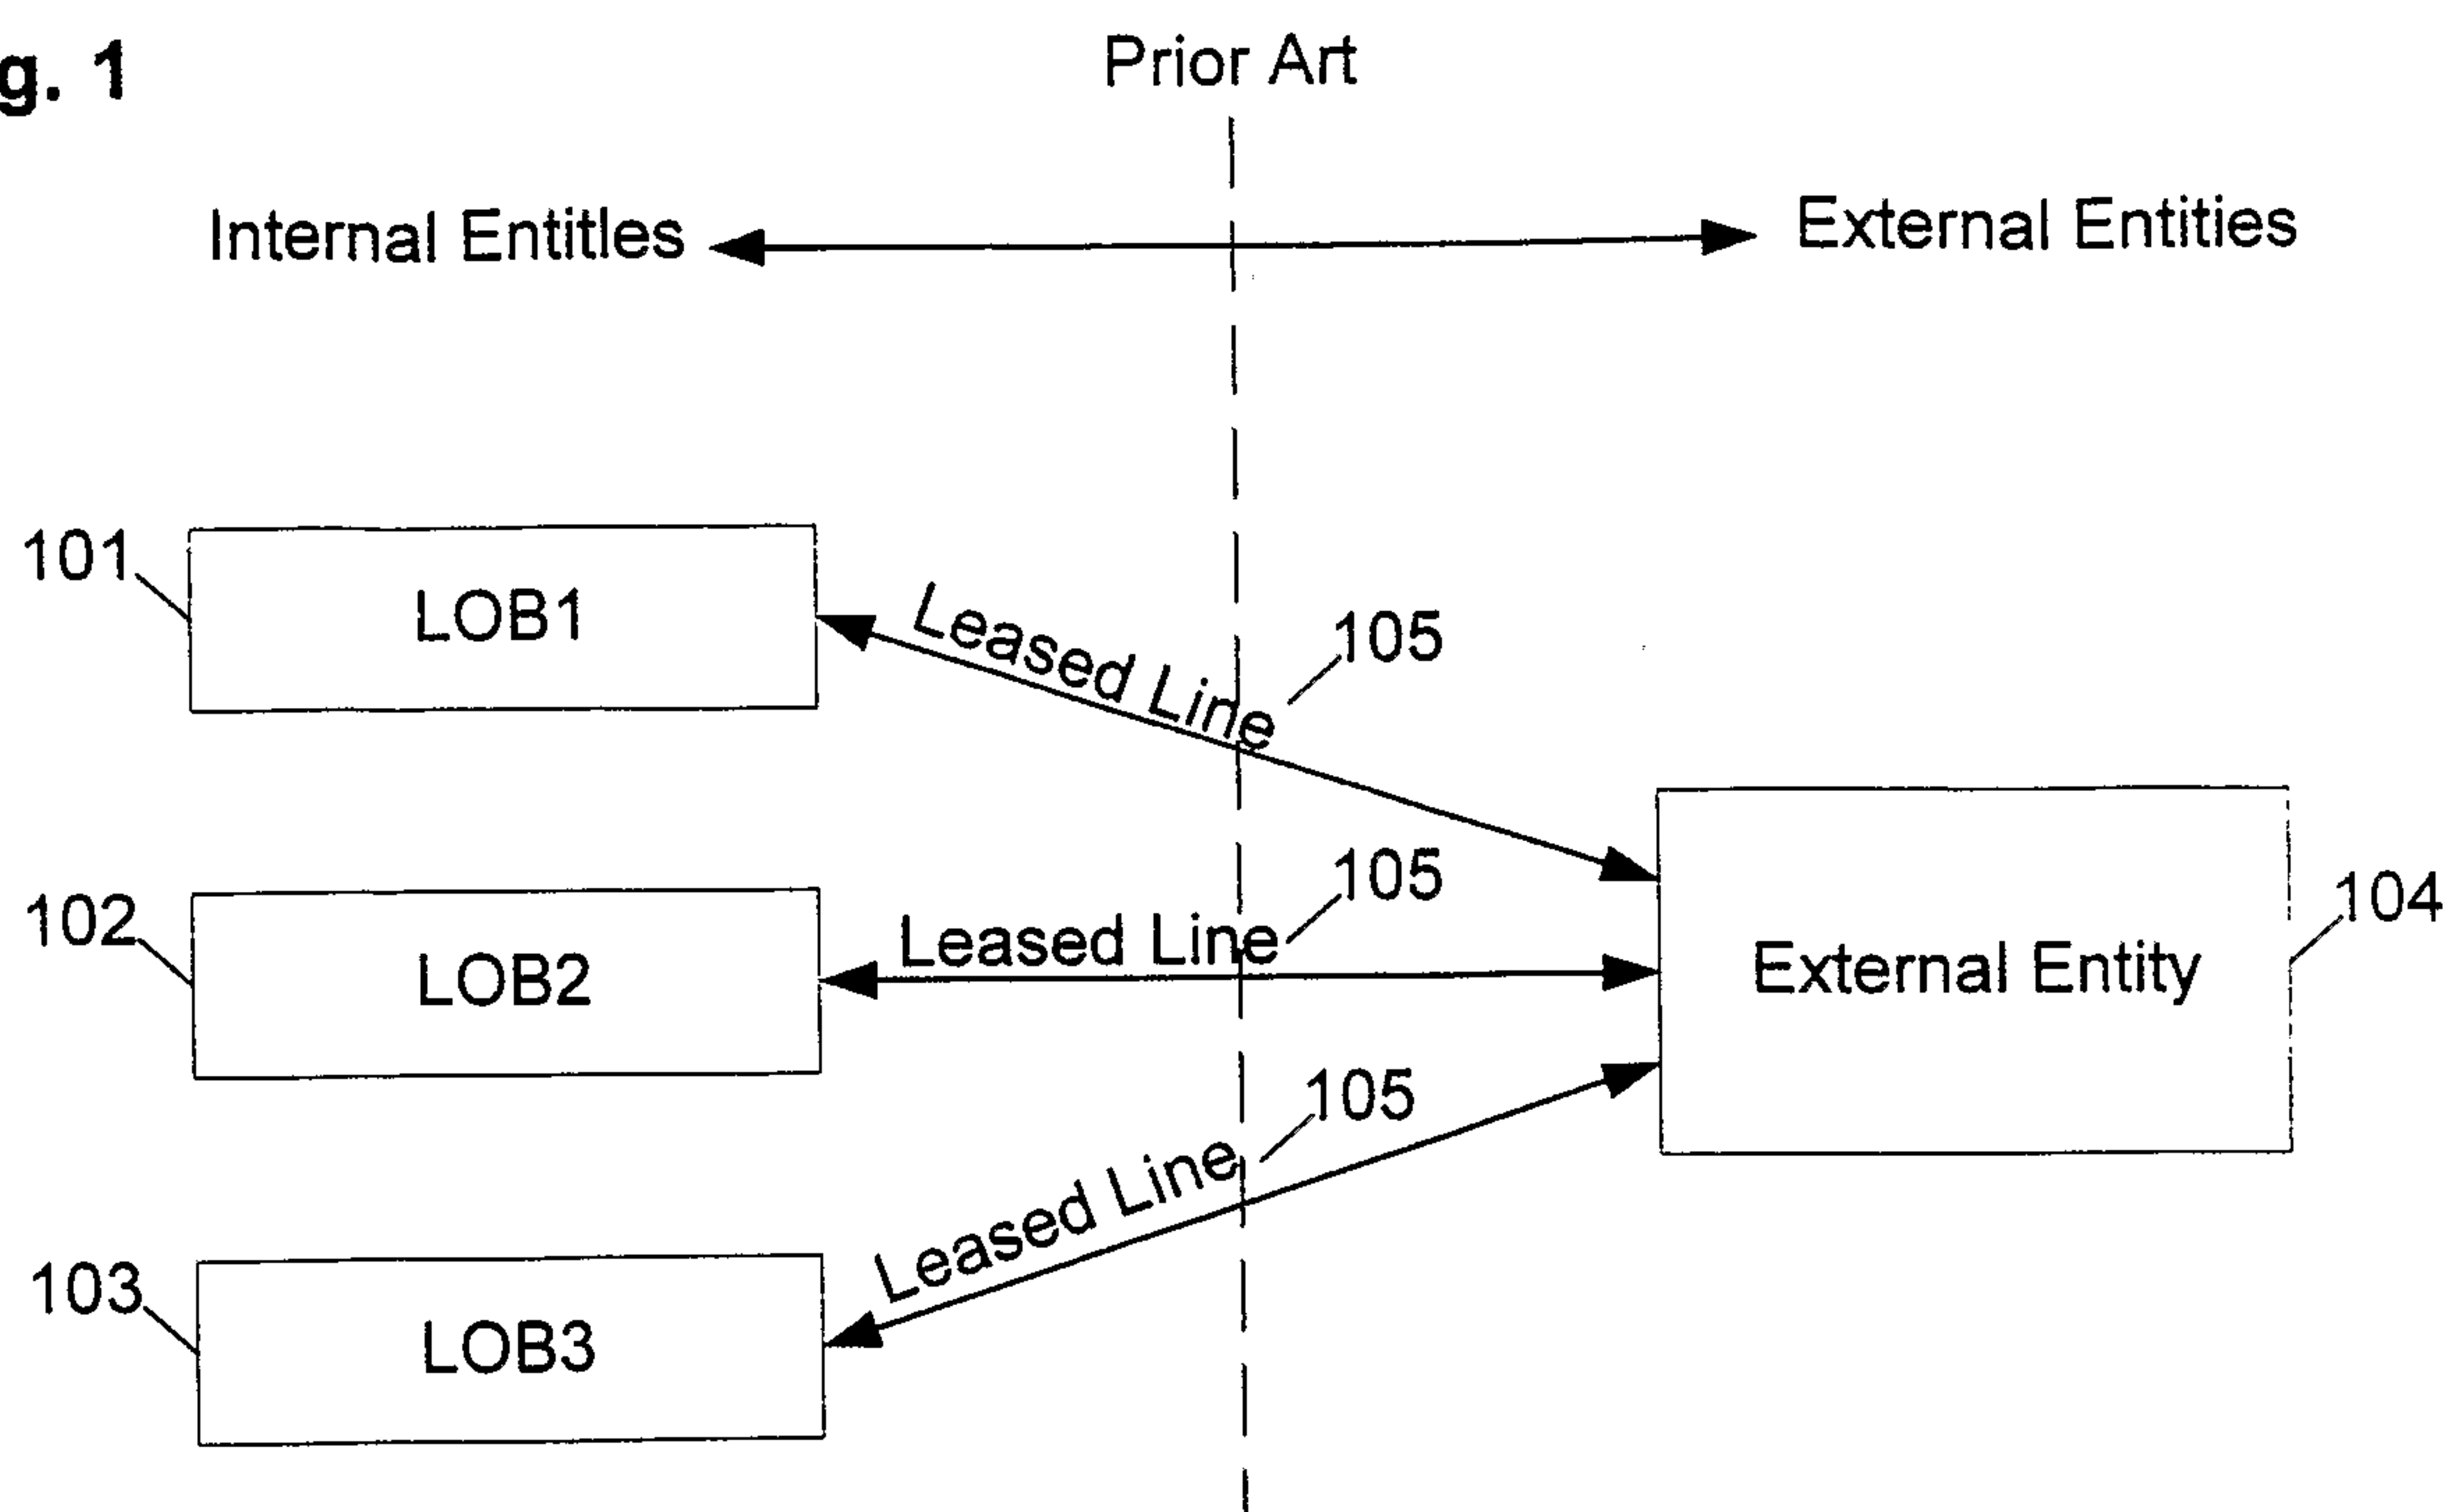 g. 1
Prior Art
Internal Entitles
External Entities
101
LOB1
Leased Line
105
102
LOB2
Leased Line
105
External Entity
104
103
LOB3
Leased Line
105